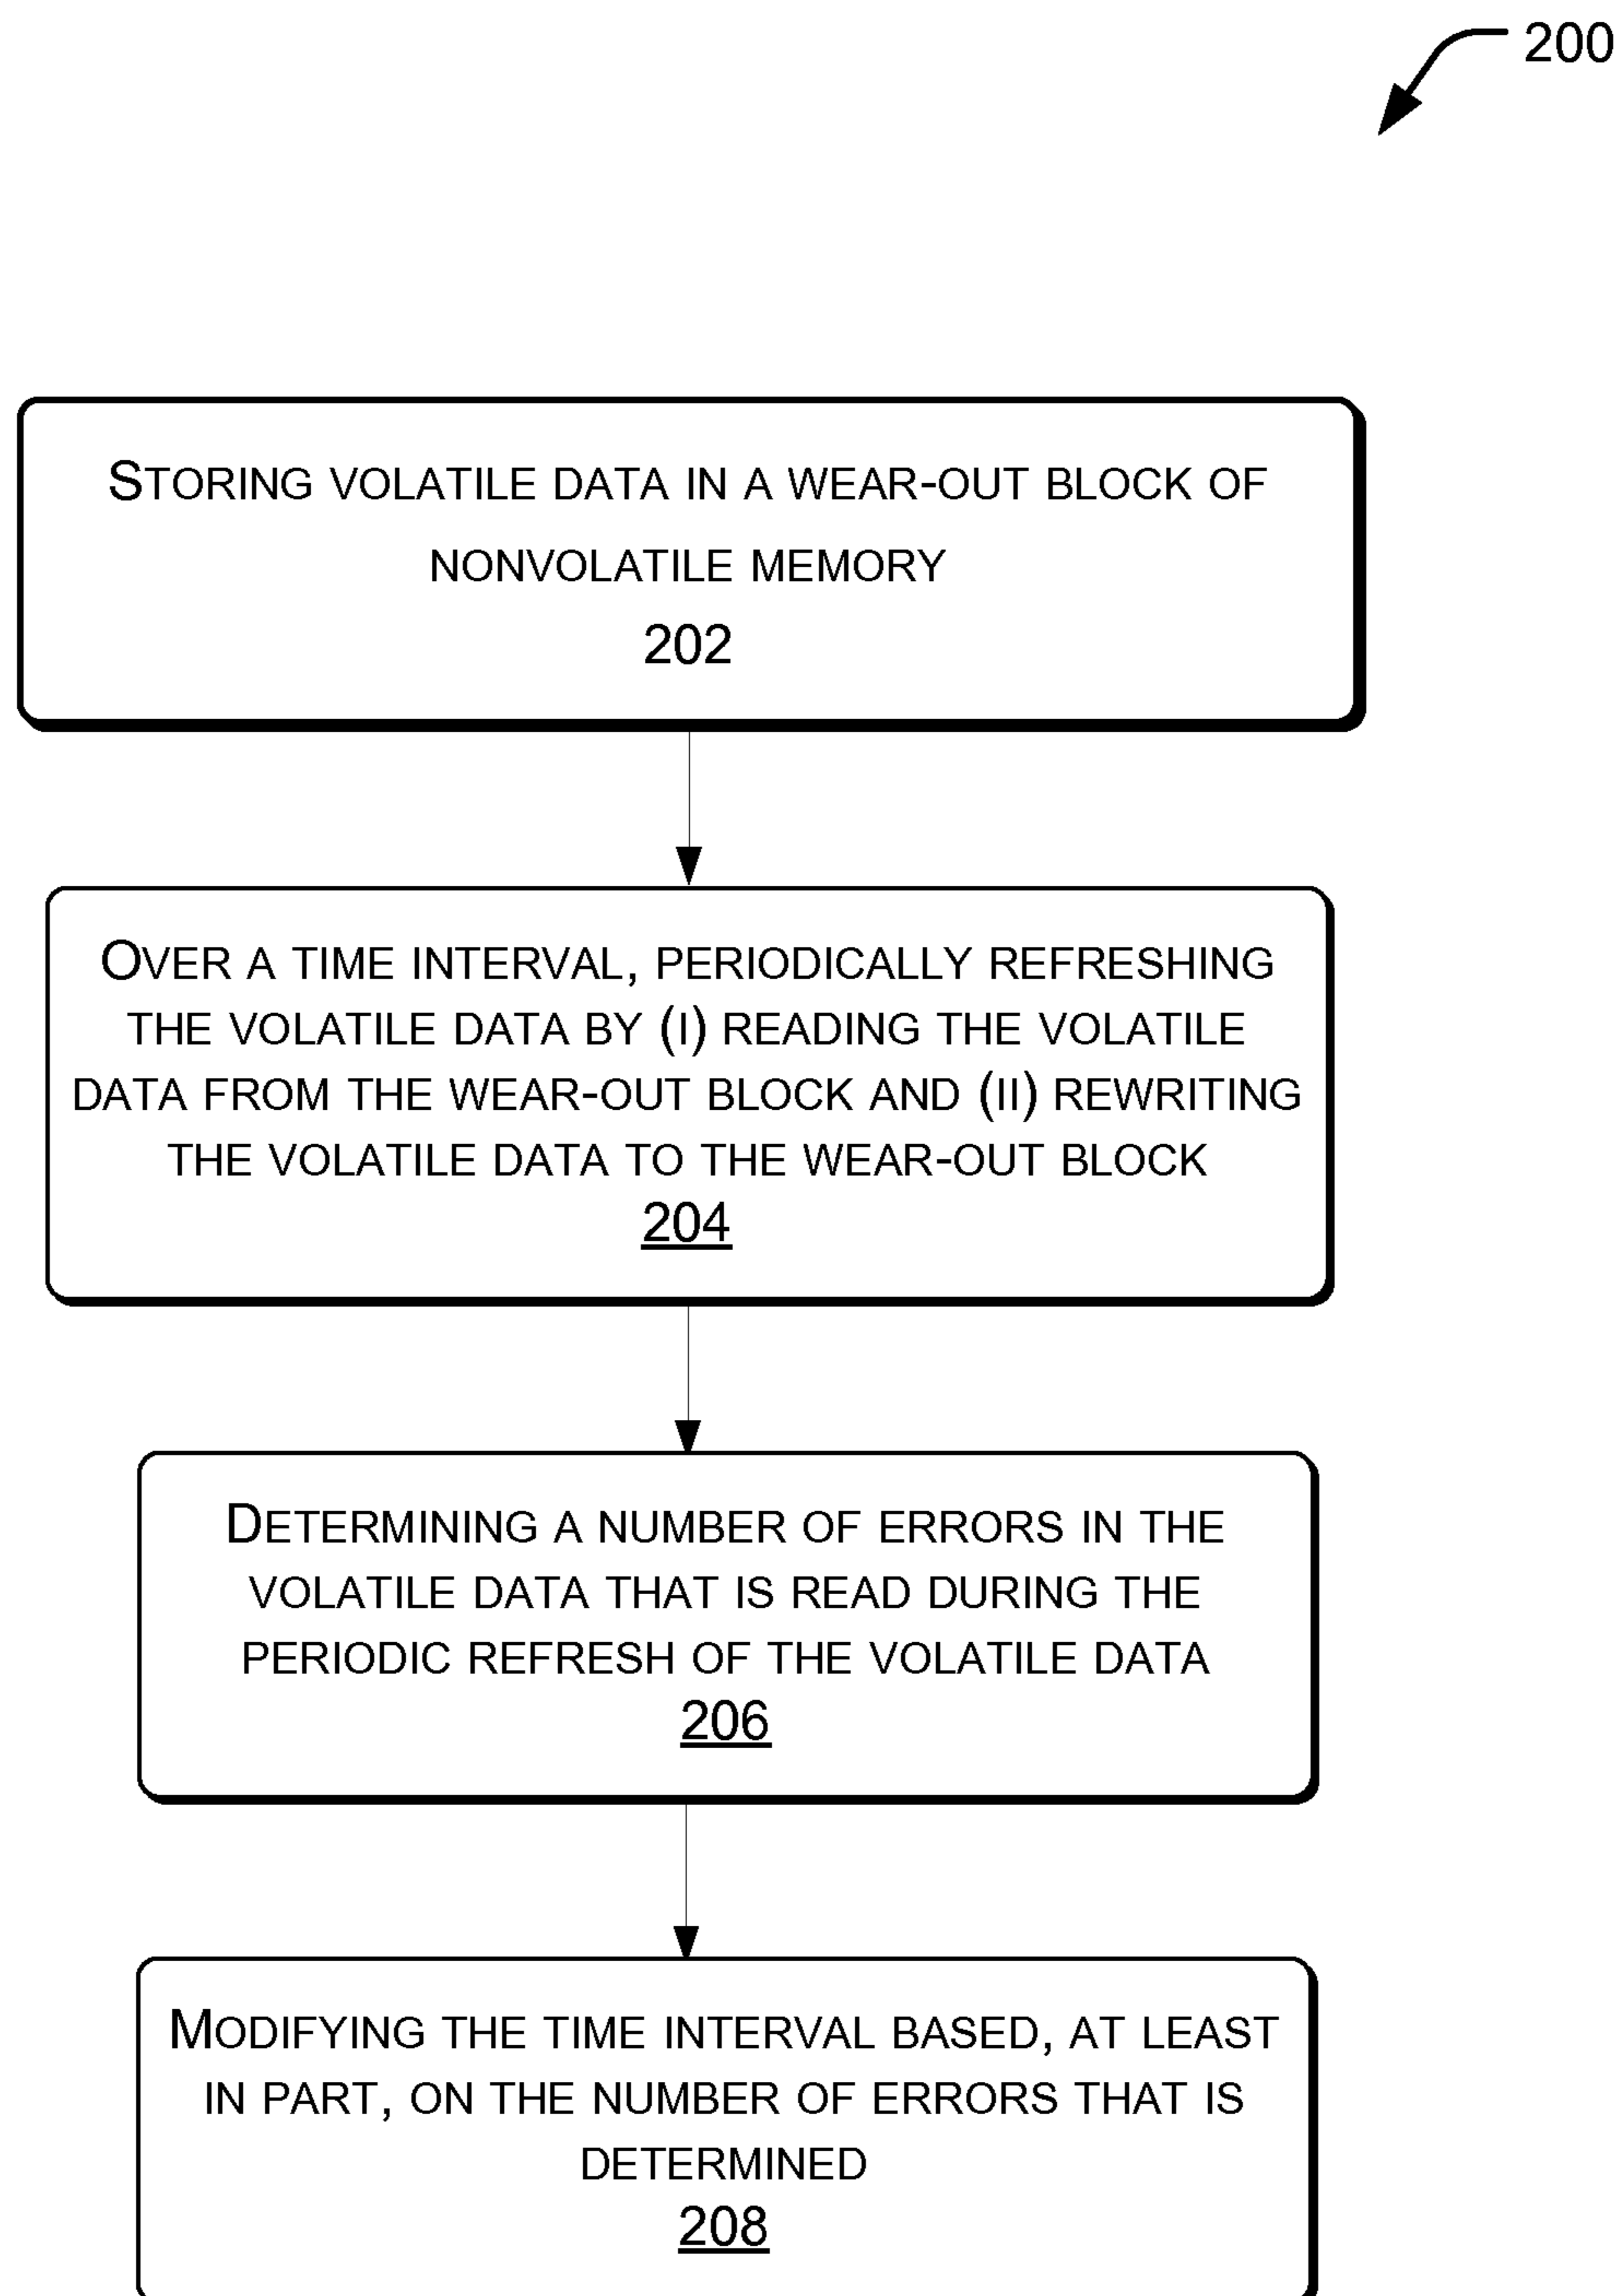 200
STORING VOLATILE DATA IN A WEAR-OUT BLOCK OF
NONVOLATILE MEMORY
202
OVER A TIME INTERVAL, PERIODICALLY REFRESHING
THE VOLATILE DATA BY (I) READING THE VOLATILE
DATA FROM THE WEAR-OUT BLOCK AND (II) REWRITING
THE VOLATILE DATA TO THE WEAR-OUT BLOCK
204
DETERMINING A NUMBER OF ERRORS IN THE
VOLATILE DATA THAT IS READ DURING THE
PERIODIC REFRESH OF THE VOLATILE DATA
206
MODIFYING THE TIME INTERVAL BASED, AT LEAST
IN PART, ON THE NUMBER OF ERRORS THAT IS
DETERMINED
208